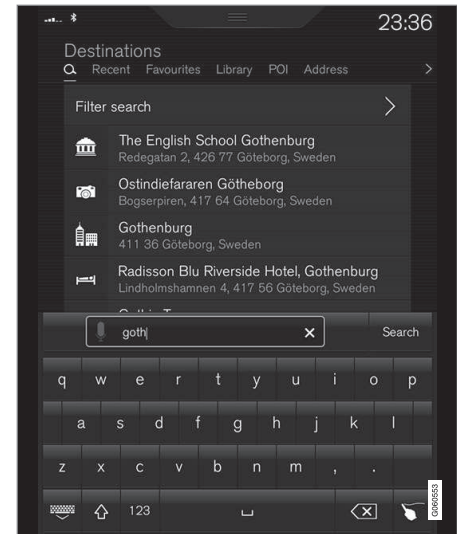 23:36
Destinations
Recent Favourites Library POI Address
Filter search
The English School Gothenburg
Redegatan 2, 426 77 Göteborg, Sweden
Ostindiefararen Götheborg
Bogserpiren, 417 64 Göteborg, Sweden
Gothenburg
411 36 Göteborg, Sweden
Radisson Blu Riverside Hotel, Gothenburg
Lindholmshamnen 4, 417 56 Göteborg, Sweden
goth
Search
q w e r t y u i o p
a s d f g h j k l
z x c v b n m , .
123
G060553